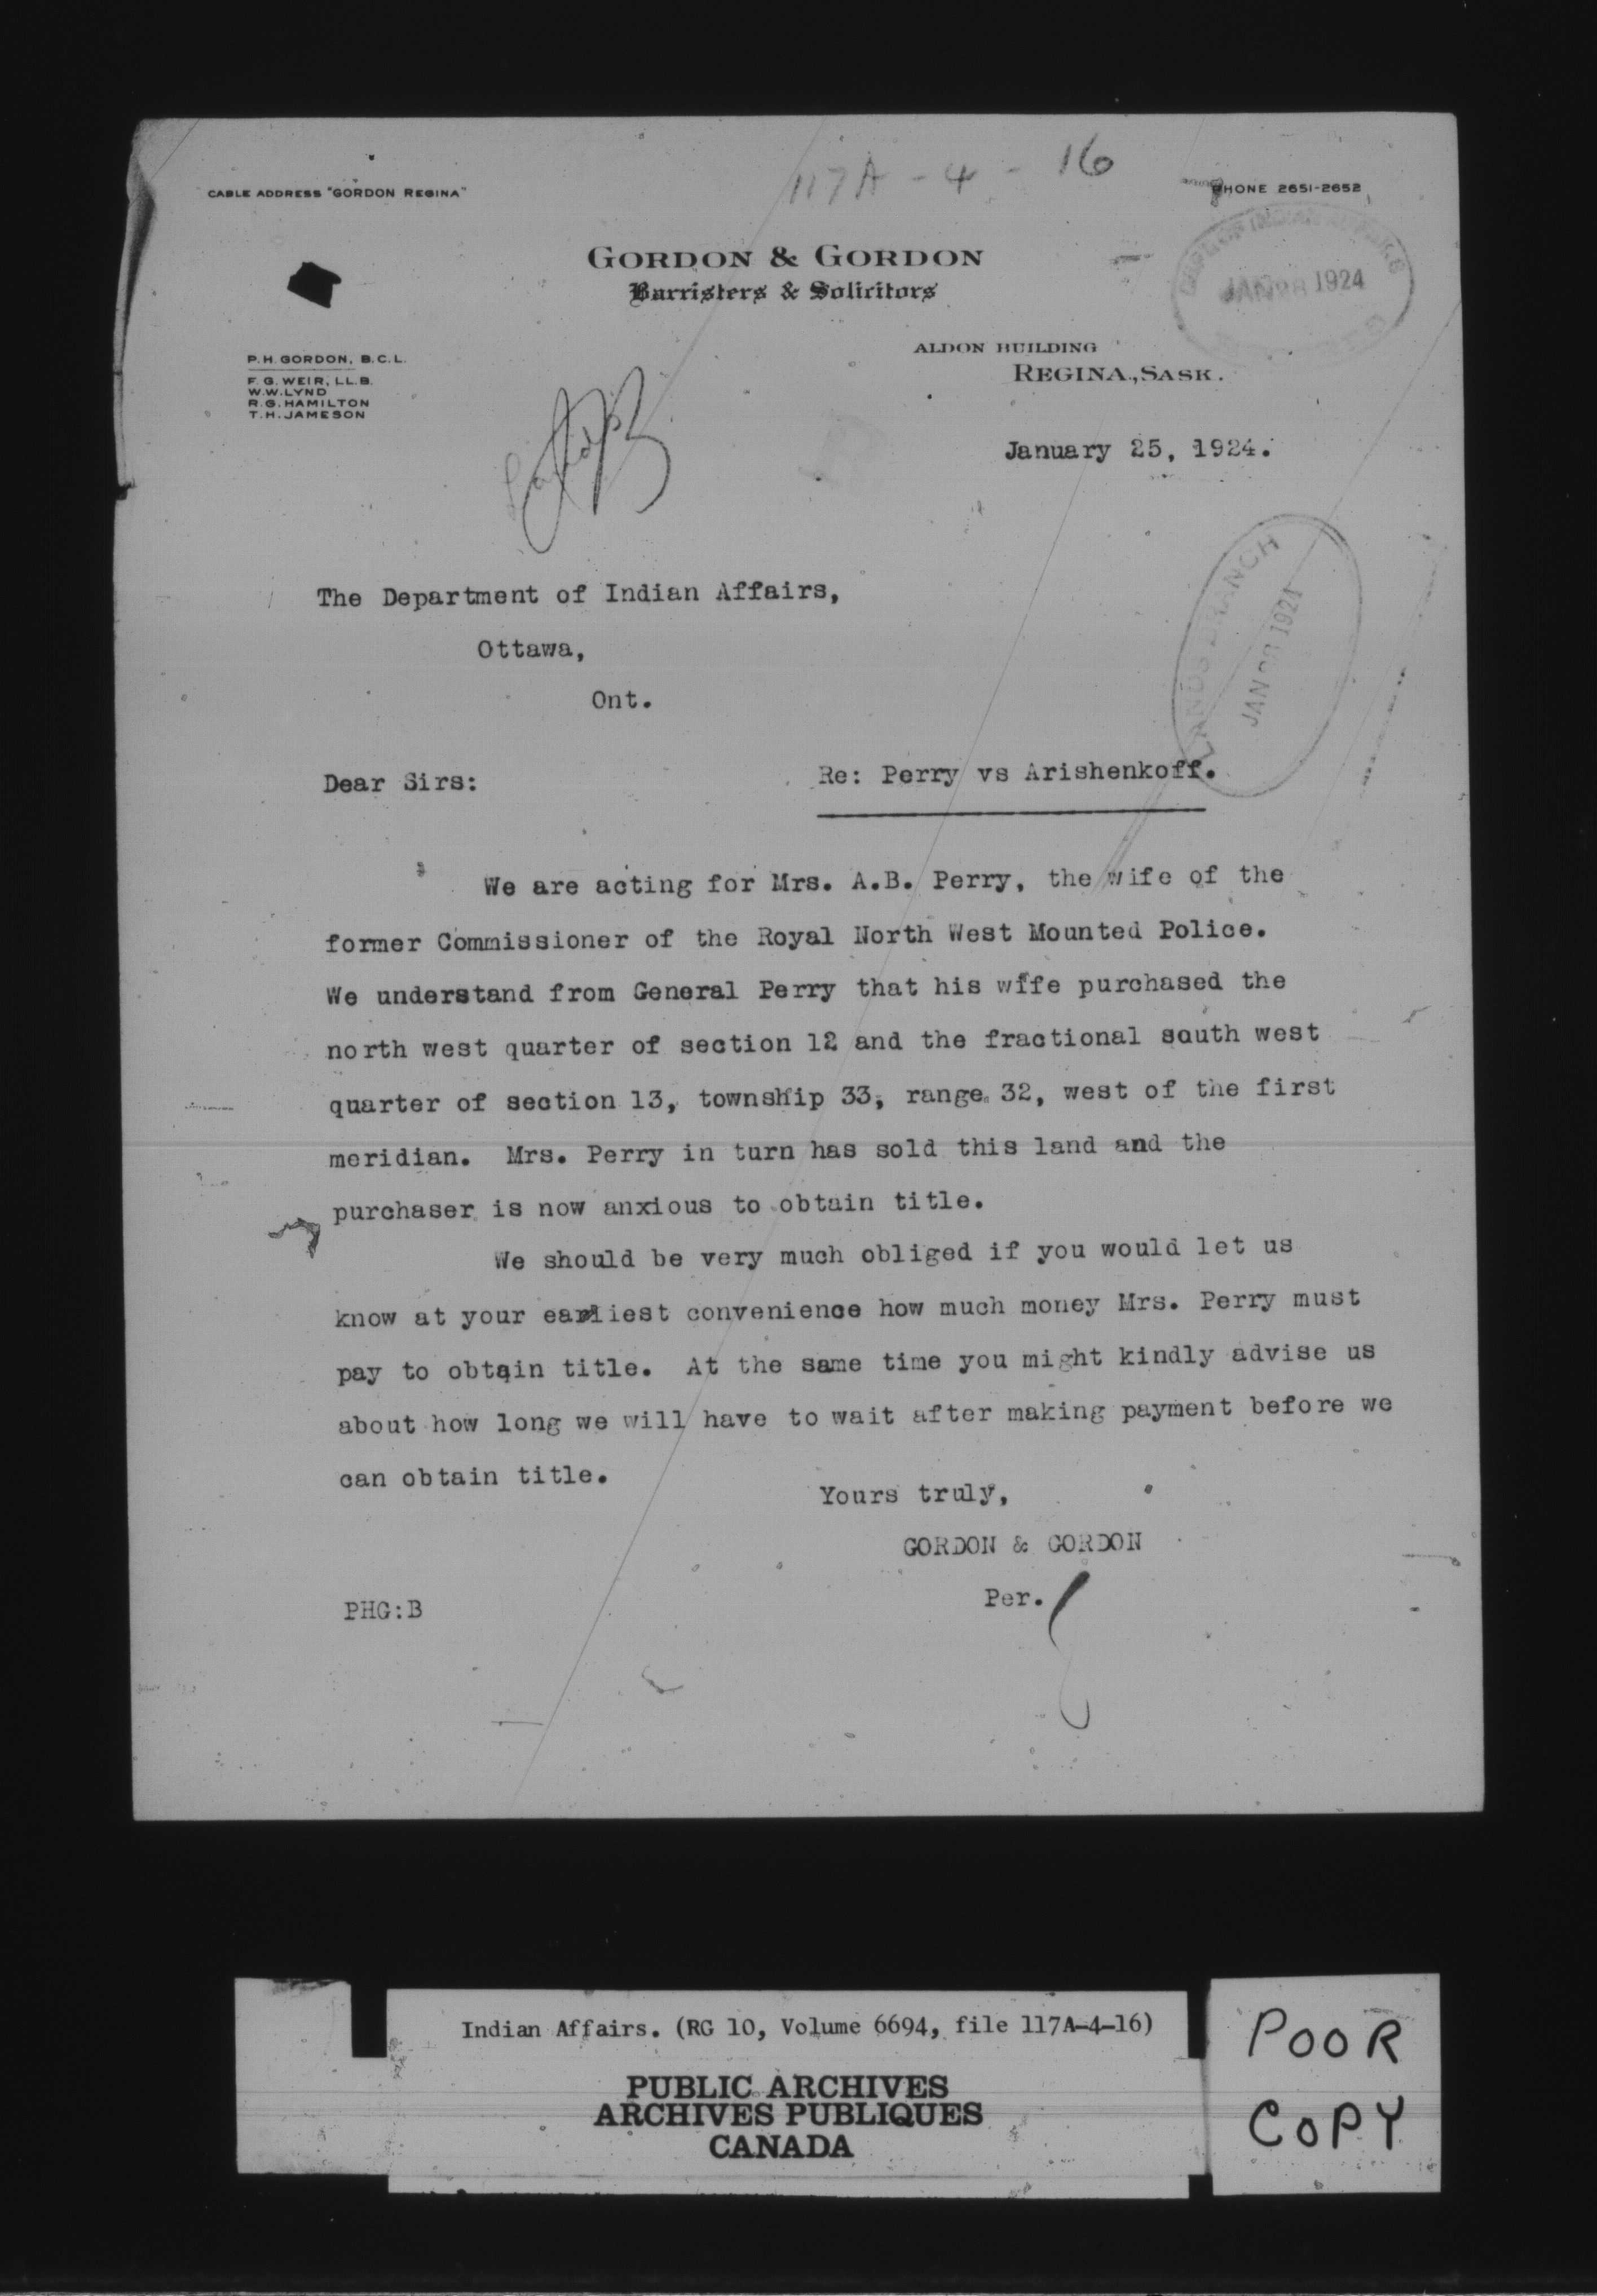 117A - 4 - 16
CABLE ADDRESS "GORDON REGINA"
PHONE 2651-2652
GORDON & GORDON
Barristers & Solicitors
DEPT. OF INDIAN AFFAIRS
JAN 28 1924
P.H. GORDON, B.C.L.
F.G. WEIR, LL.B.
W.W. LYND
R.G. HAMILTON
T.H. JAMESON
ALDON BUILDING
REGINA, SASK.
January 25, 1924.
LANDS BRANCH
JAN 28 1924
The Department of Indian Affairs,
Ottawa,
Ont.
Dear Sirs:
Re: Perry vs Arishenkoff.
We are acting for Mrs. A.B. Perry, the wife of the
former Commissioner of the Royal North West Mounted Police.
We understand from General Perry that his wife purchased the
north west quarter of section 12 and the fractional south west
quarter of section 13, township 33, range 32, west of the first
meridian. Mrs. Perry in turn has sold this land and the
purchaser is now anxious to obtain title.
We should be very much obliged if you would let us
know at your earliest convenience how much money Mrs. Perry must
pay to obtain title. At the same time you might kindly advise us
about how long we will have to wait after making payment before we
can obtain title.
Yours truly,
GORDON & GORDON
Per.
PHG:B
Indian Affairs. (RG 10, Volume 6694, file 117A-4-16)
PUBLIC ARCHIVES
ARCHIVES PUBLIQUES
CANADA
POOR
COPY